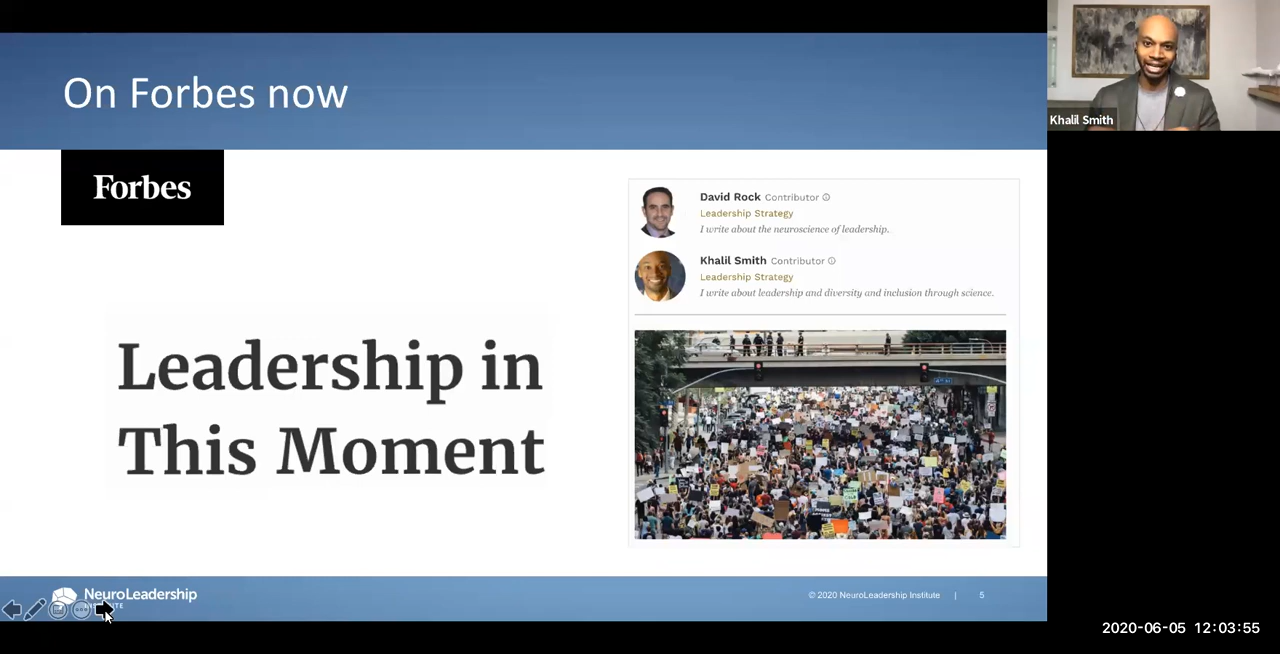 On Forbes now
Khalil Smith
Forbes
David Rock Contributor
Leadership Strategy
I write about the neuroscience of leadership.
Khalil Smith Contributor
Leadership Strategy
I write about leadership and diversity and inclusion through science.
Leadership in
This Moment
NeuroLeadership
© 2020 NeuroLeadership Institute | 5
2020-06-05 12:03:55